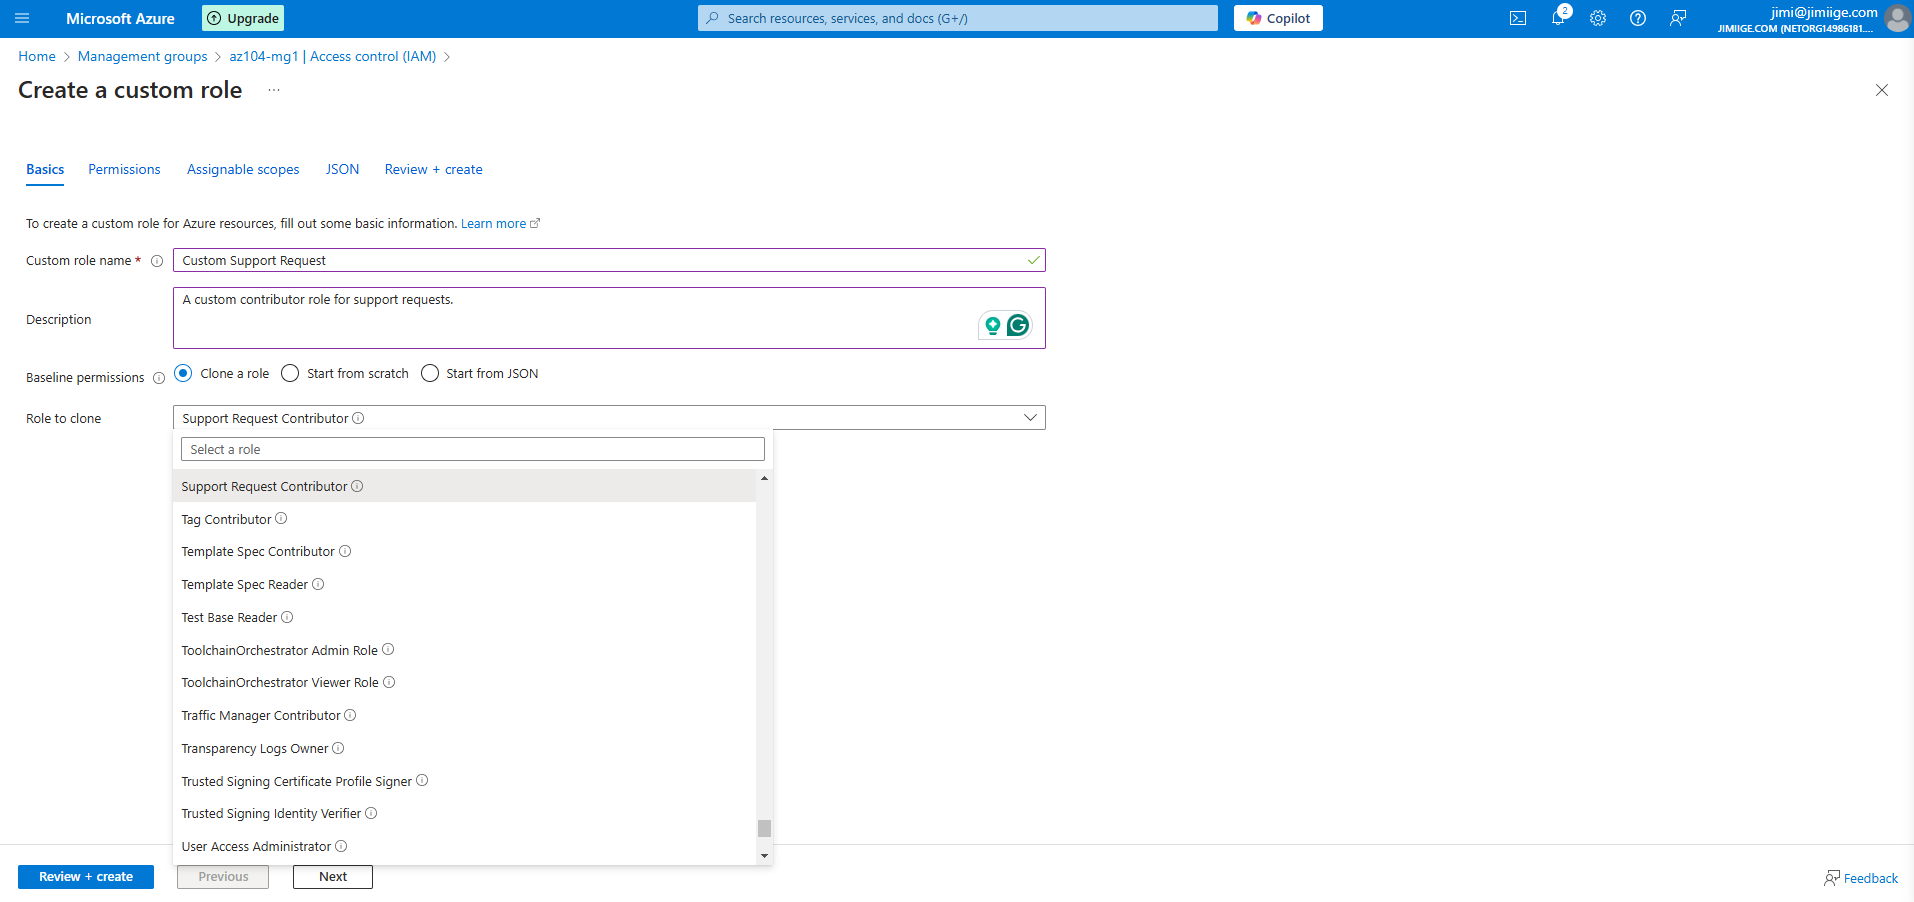 Microsoft Azure
Upgrade
Search resources, services, and docs (G+/)
Copilot
2
jimi@jimiige.com
JIMIIGE.COM (NETORG14986181....
Home > Management groups > az104-mg1 | Access control (IAM) >
Create a custom role ...
Basics Permissions Assignable scopes JSON Review + create
To create a custom role for Azure resources, fill out some basic information. Learn more
Custom role name * Custom Support Request
Description A custom contributor role for support requests.
Baseline permissions Clone a role Start from scratch Start from JSON
Role to clone Support Request Contributor
Select a role
Support Request Contributor
Tag Contributor
Template Spec Contributor
Template Spec Reader
Test Base Reader
ToolchainOrchestrator Admin Role
ToolchainOrchestrator Viewer Role
Traffic Manager Contributor
Transparency Logs Owner
Trusted Signing Certificate Profile Signer
Trusted Signing Identity Verifier
User Access Administrator
Review + create Previous Next
Feedback